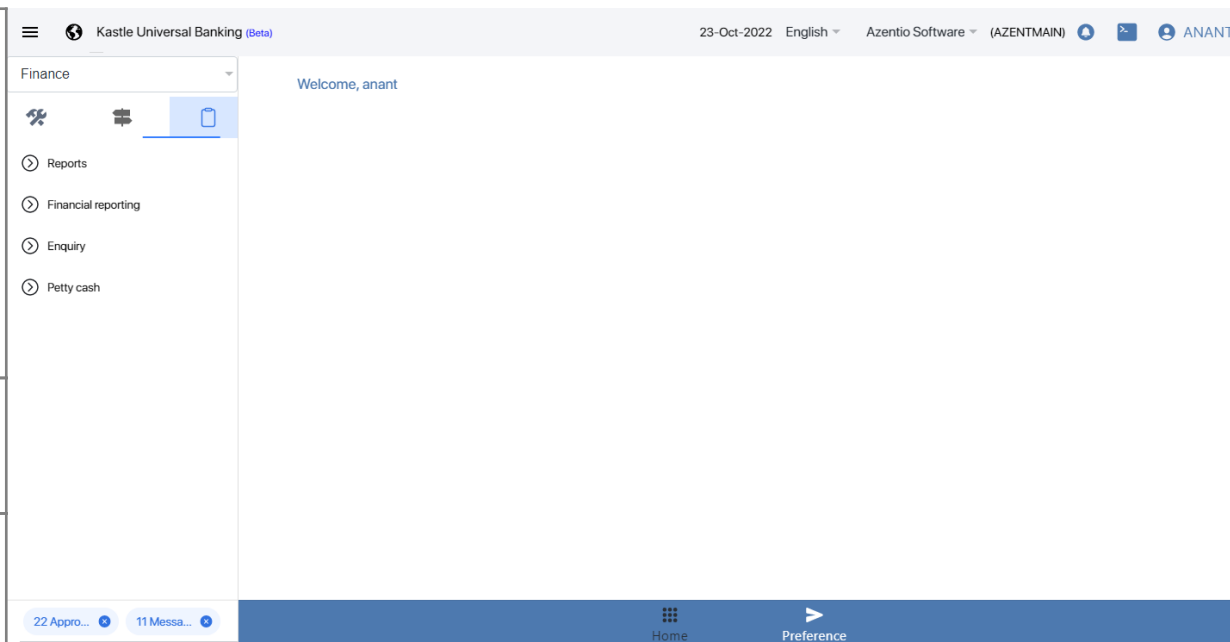 Kastle Universal Banking (Beta)
23-Oct-2022 English Azentio Software (AZENTMAIN) ANANT
Finance
Welcome, anant
Reports
Financial reporting
Enquiry
Petty cash
22 Appro... 11 Messa...
Home Preference